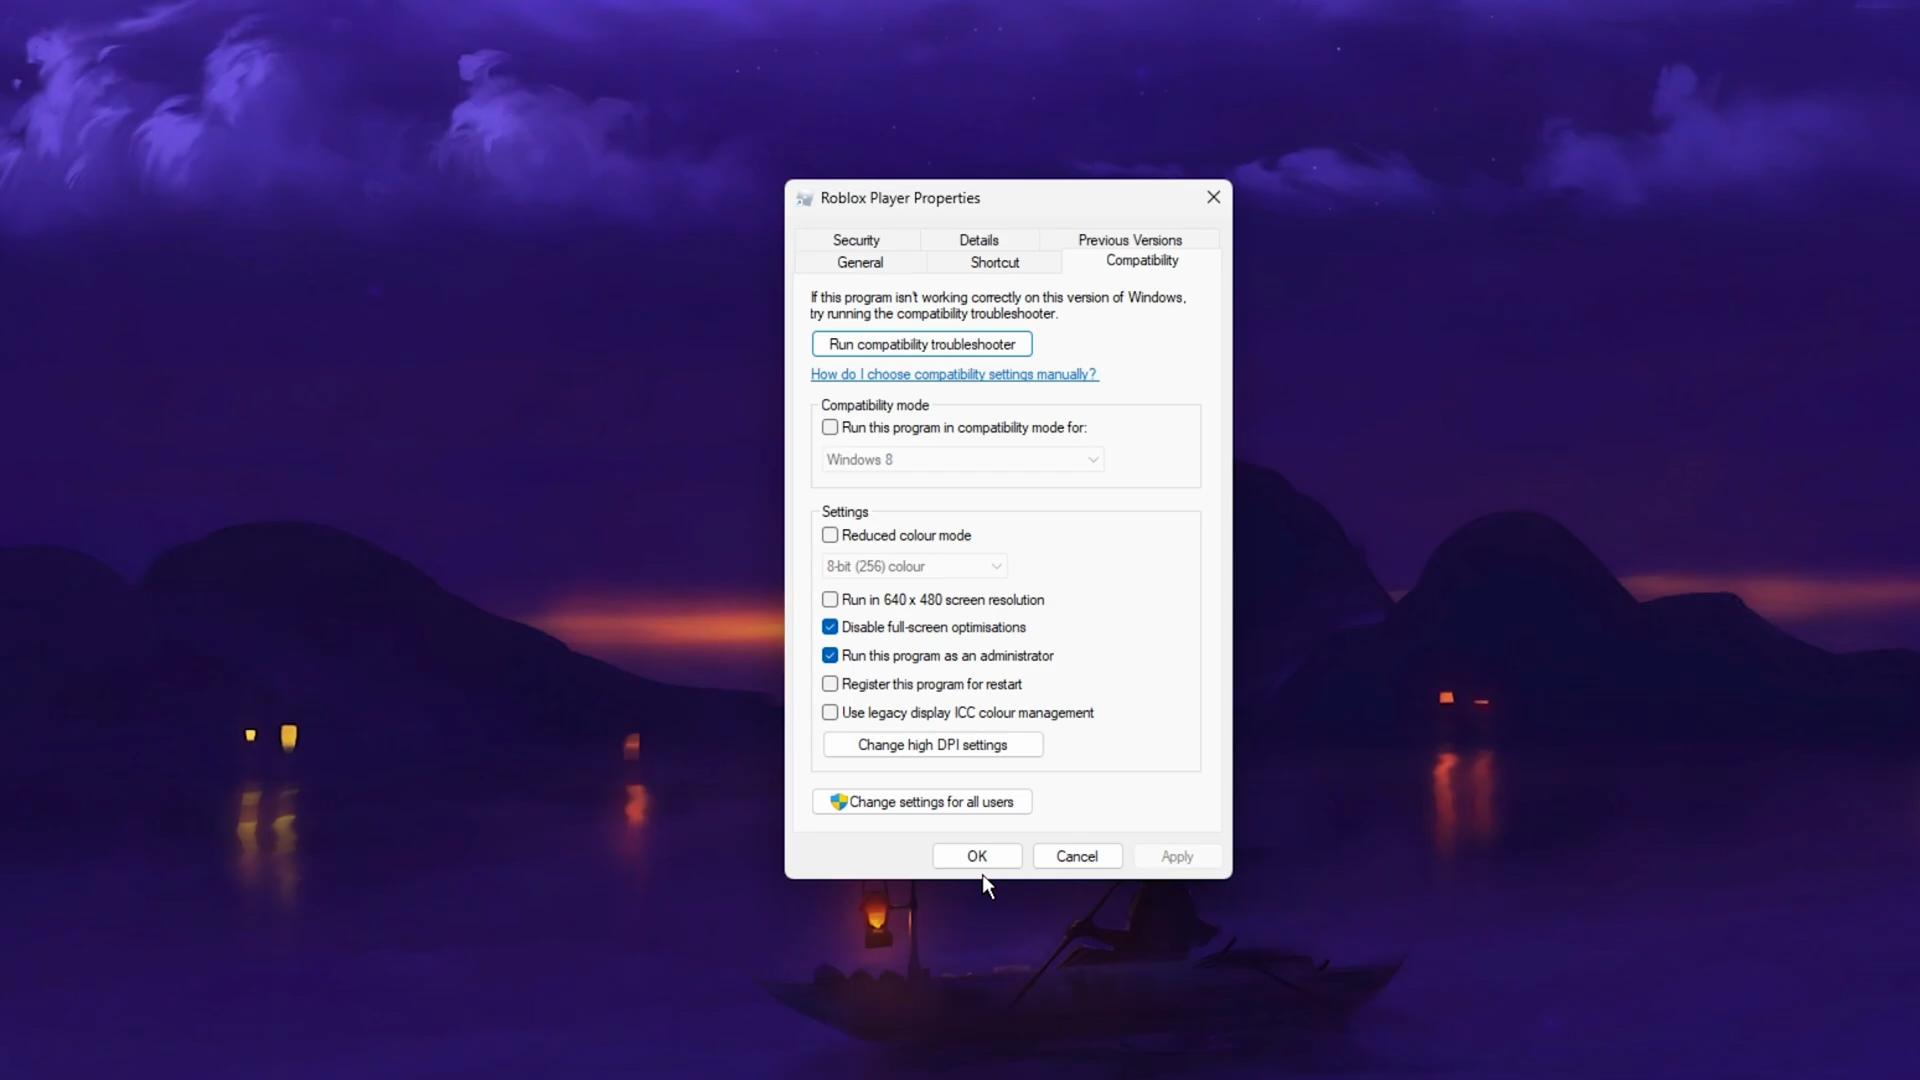 Roblox Player Properties
Security Details Previous Versions
General Shortcut Compatibility
If this program isn't working correctly on this version of Windows,
try running the compatibility troubleshooter.
Run compatibility troubleshooter
How do I choose compatibility settings manually?
Compatibility mode
Run this program in compatibility mode for:
Windows 8
Settings
Reduced colour mode
8-bit (256) colour
Run in 640 x 480 screen resolution
Disable full-screen optimisations
Run this program as an administrator
Register this program for restart
Use legacy display ICC colour management
Change high DPI settings
Change settings for all users
OK Cancel Apply